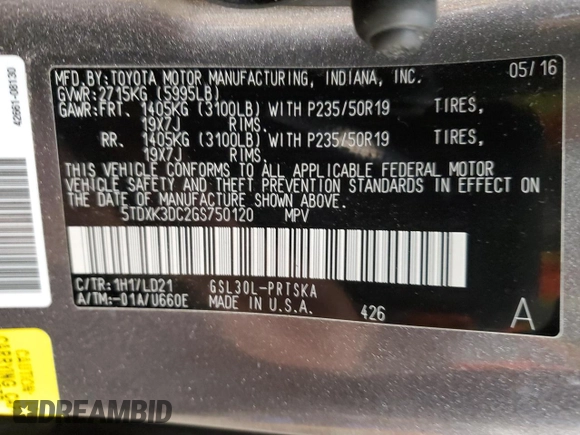 MFD. BY: TOYOTA MOTOR MANUFACTURING, INDIANA, INC. 05/16
GVWR: 2715KG (5995LB)
GAWR: FRT. 1405KG (3100LB) WITH P235/50R19 TIRES,
19X7J RIMS.
RR. 1405KG (3100LB) WITH P235/50R19 TIRES,
19X7J RIMS.
THIS VEHICLE CONFORMS TO ALL APPLICABLE FEDERAL MOTOR
VEHICLE SAFETY AND THEFT PREVENTION STANDARDS IN EFFECT ON
THE DATE OF MANUFACTURE SHOWN ABOVE.
5TDXK3DC2GS750120 MPV
C/TR: 1H1/LD21 GSL30L-PRTSKA
A/TM: -01A/U660E MADE IN U.S.A. 426 A
42661-08130
DREAMBID